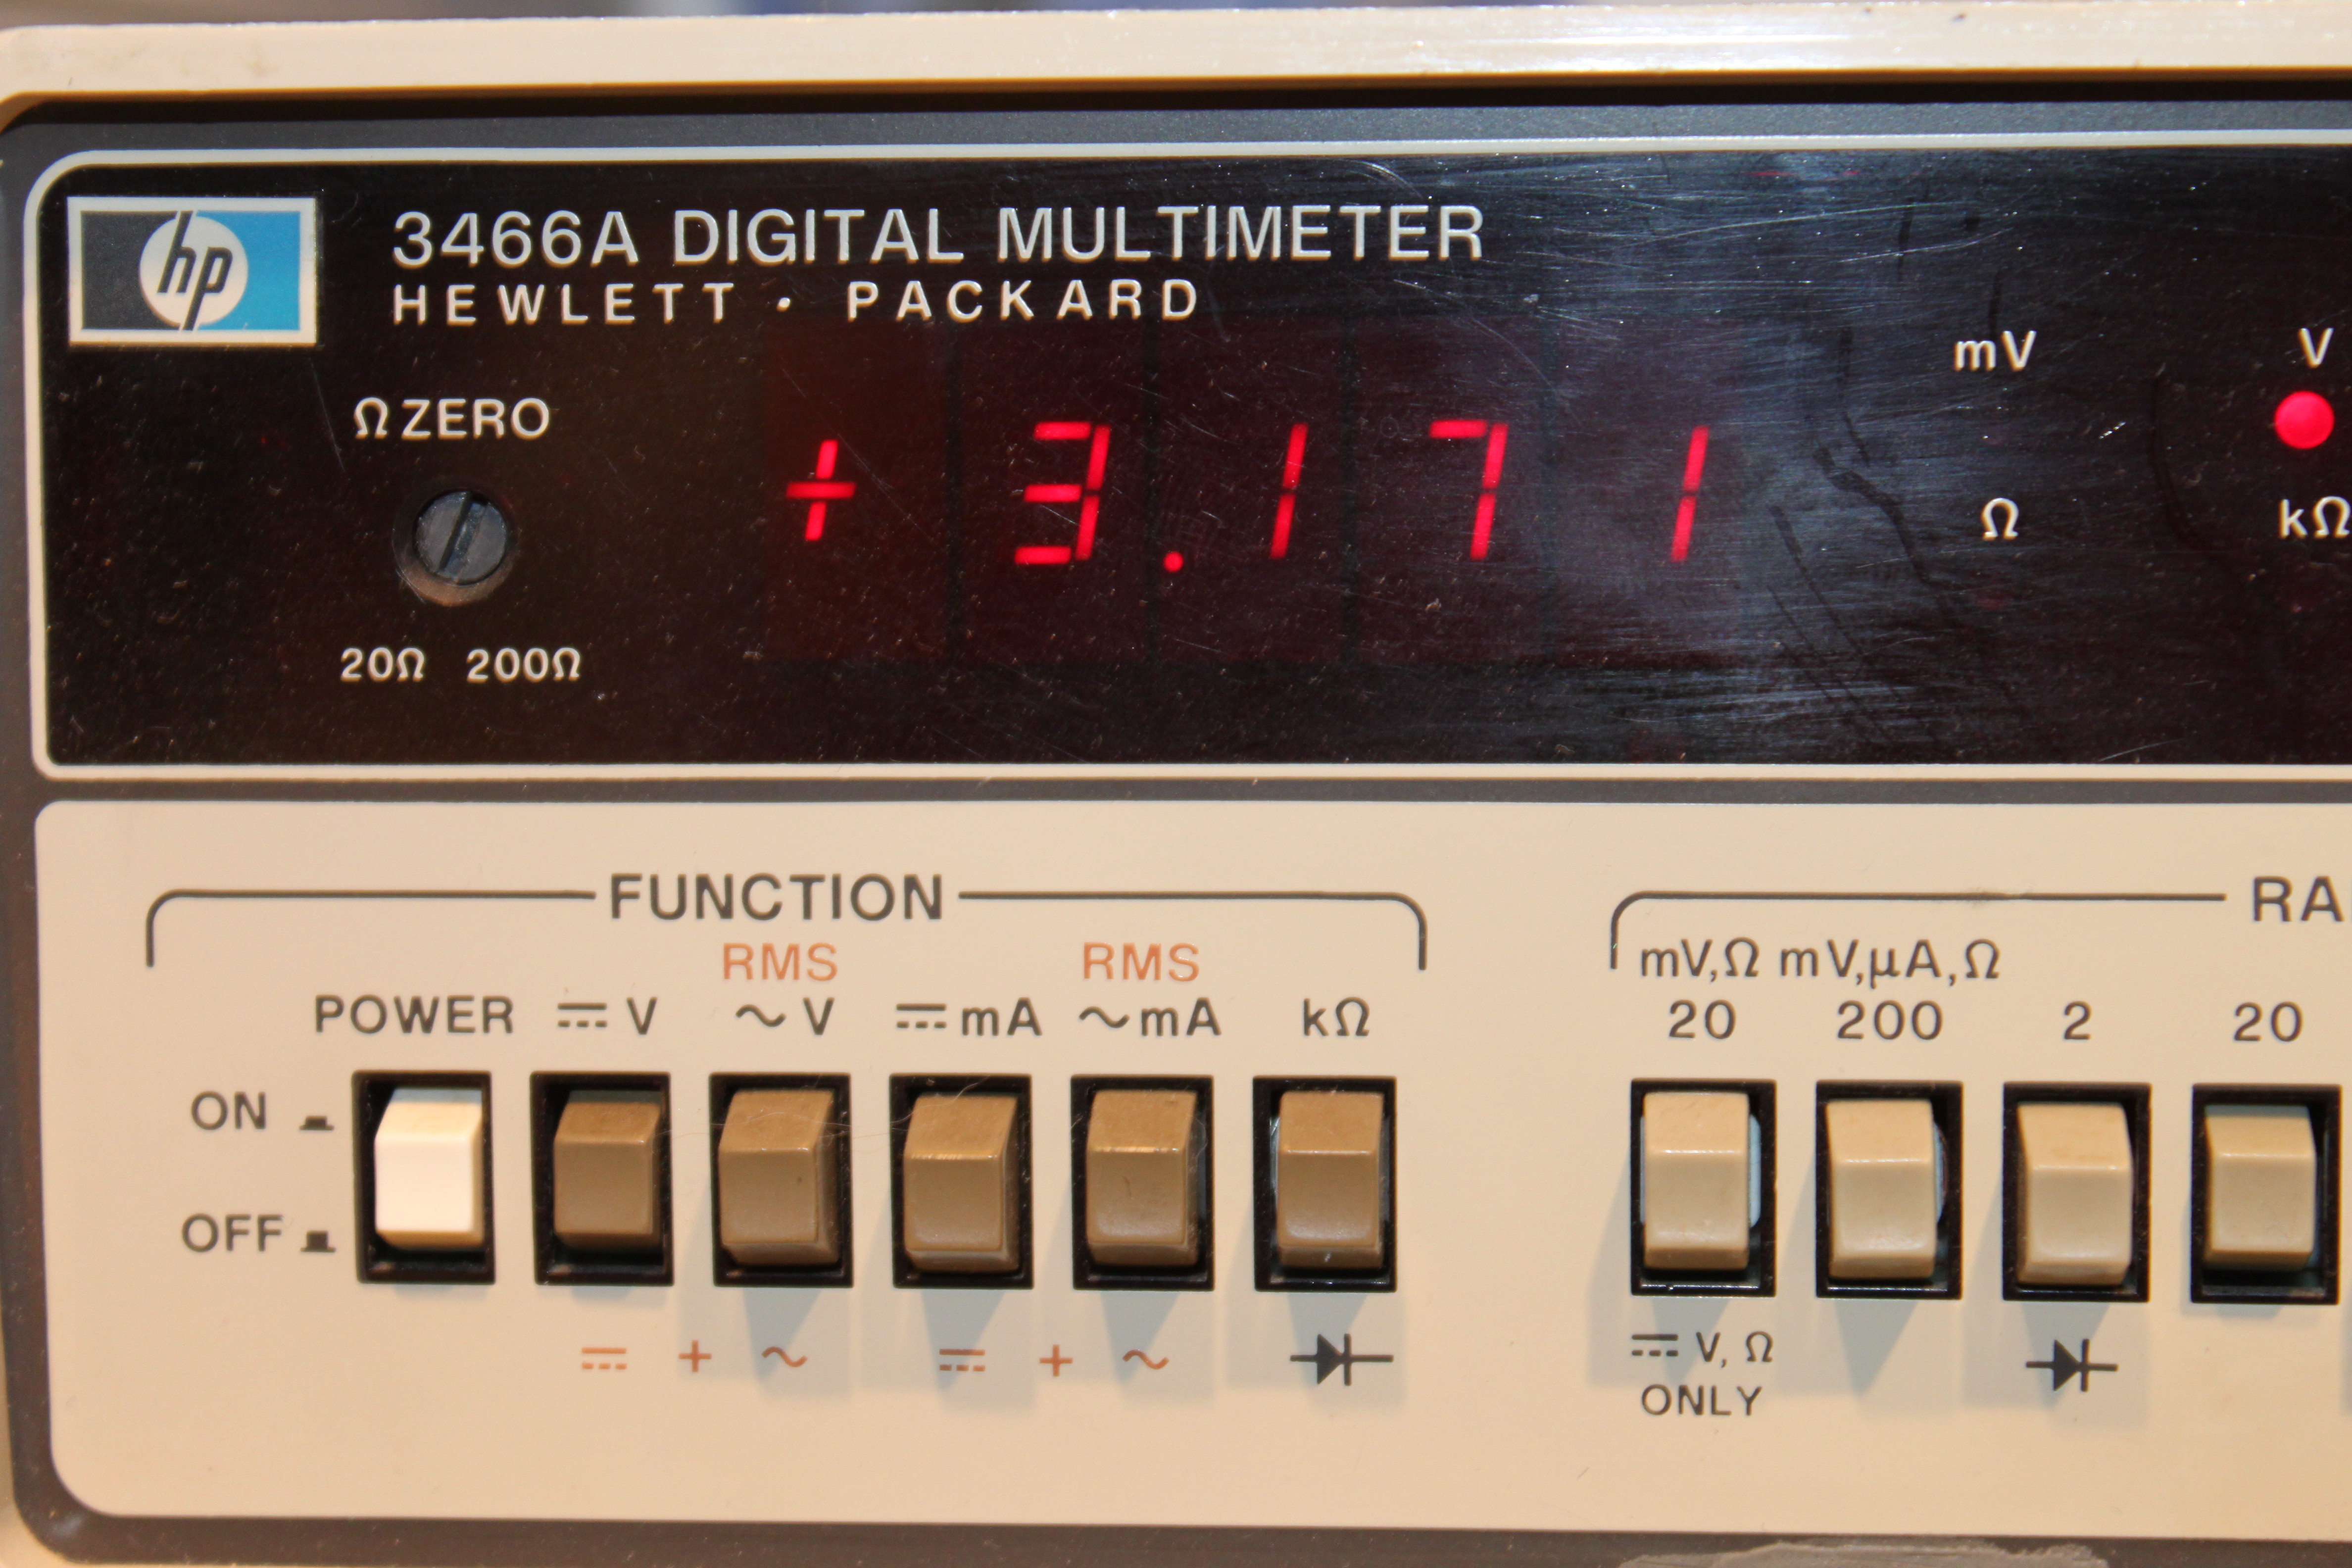 hp
3466A DIGITAL MULTIMETER
HEWLETT · PACKARD
Ω ZERO
20Ω 200Ω
+3.171
mV V
Ω kΩ
FUNCTION
RMS RMS
POWER ⎓ V ~ V ⎓ mA ~ mA kΩ
ON
OFF
⎓ + ~ ⎓ + ~
RA
mV,Ω mV,μA,Ω
20 200 2 20
⎓ V, Ω
ONLY